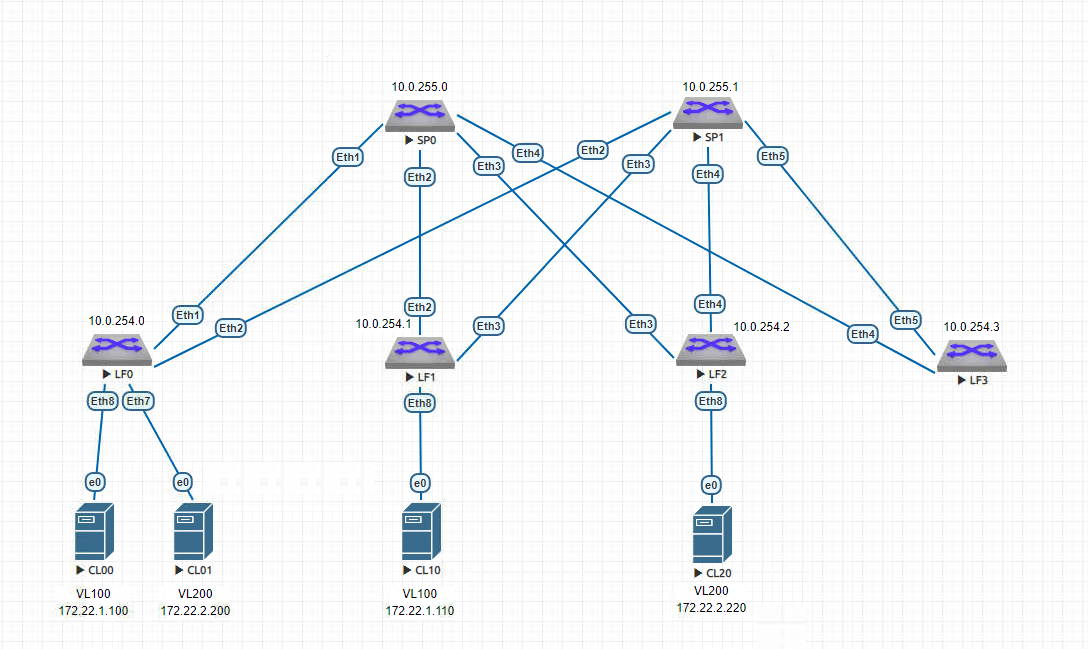 10.0.255.0
10.0.255.1
SP0
SP1
Eth1
Eth2
Eth3
Eth4
Eth2
Eth3
Eth4
Eth5
Eth1
Eth2
Eth2
Eth3
Eth3
Eth4
Eth4
Eth5
10.0.254.0
10.0.254.1
10.0.254.2
10.0.254.3
LF0
LF1
LF2
LF3
Eth8
Eth7
Eth8
Eth8
e0
e0
e0
e0
CL00
CL01
CL10
CL20
VL100
VL200
VL100
VL200
172.22.1.100
172.22.2.200
172.22.1.110
172.22.2.220